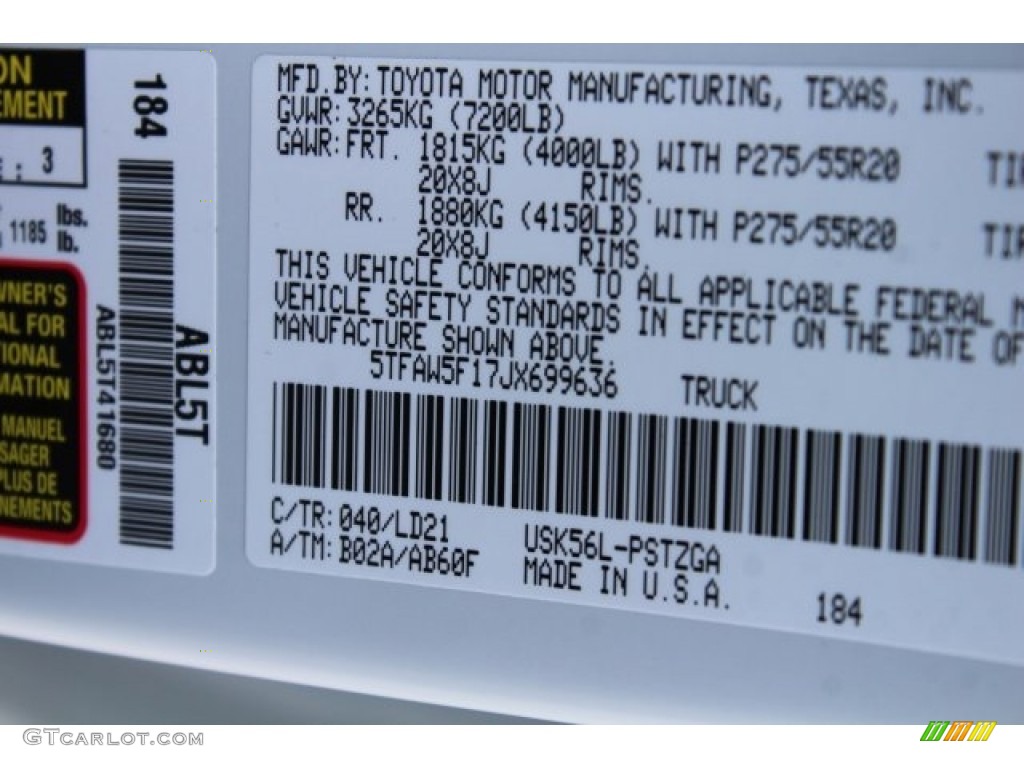 ON
EMENT
E : 3
1185 lbs.
lb.
WNER'S
AL FOR
TIONAL
RMATION
MANUEL
SAGER
PLUS DE
NEMENTS
184
ABL5T41680
ABL5T
MFD.BY: TOYOTA MOTOR MANUFACTURING, TEXAS, INC.
GVWR: 3265KG (7200LB)
GAWR: FRT. 1815KG (4000LB) WITH P275/55R20 TIR
20X8J RIMS.
RR. 1880KG (4150LB) WITH P275/55R20 TIR
20X8J RIMS.
THIS VEHICLE CONFORMS TO ALL APPLICABLE FEDERAL M
VEHICLE SAFETY STANDARDS IN EFFECT ON THE DATE OF
MANUFACTURE SHOWN ABOVE.
5TFAW5F17JX699636 TRUCK
C/TR: 040/LD21 USK56L-PSTZGA
A/TM: B02A/AB60F MADE IN U.S.A. 184
GTCARLOT.COM